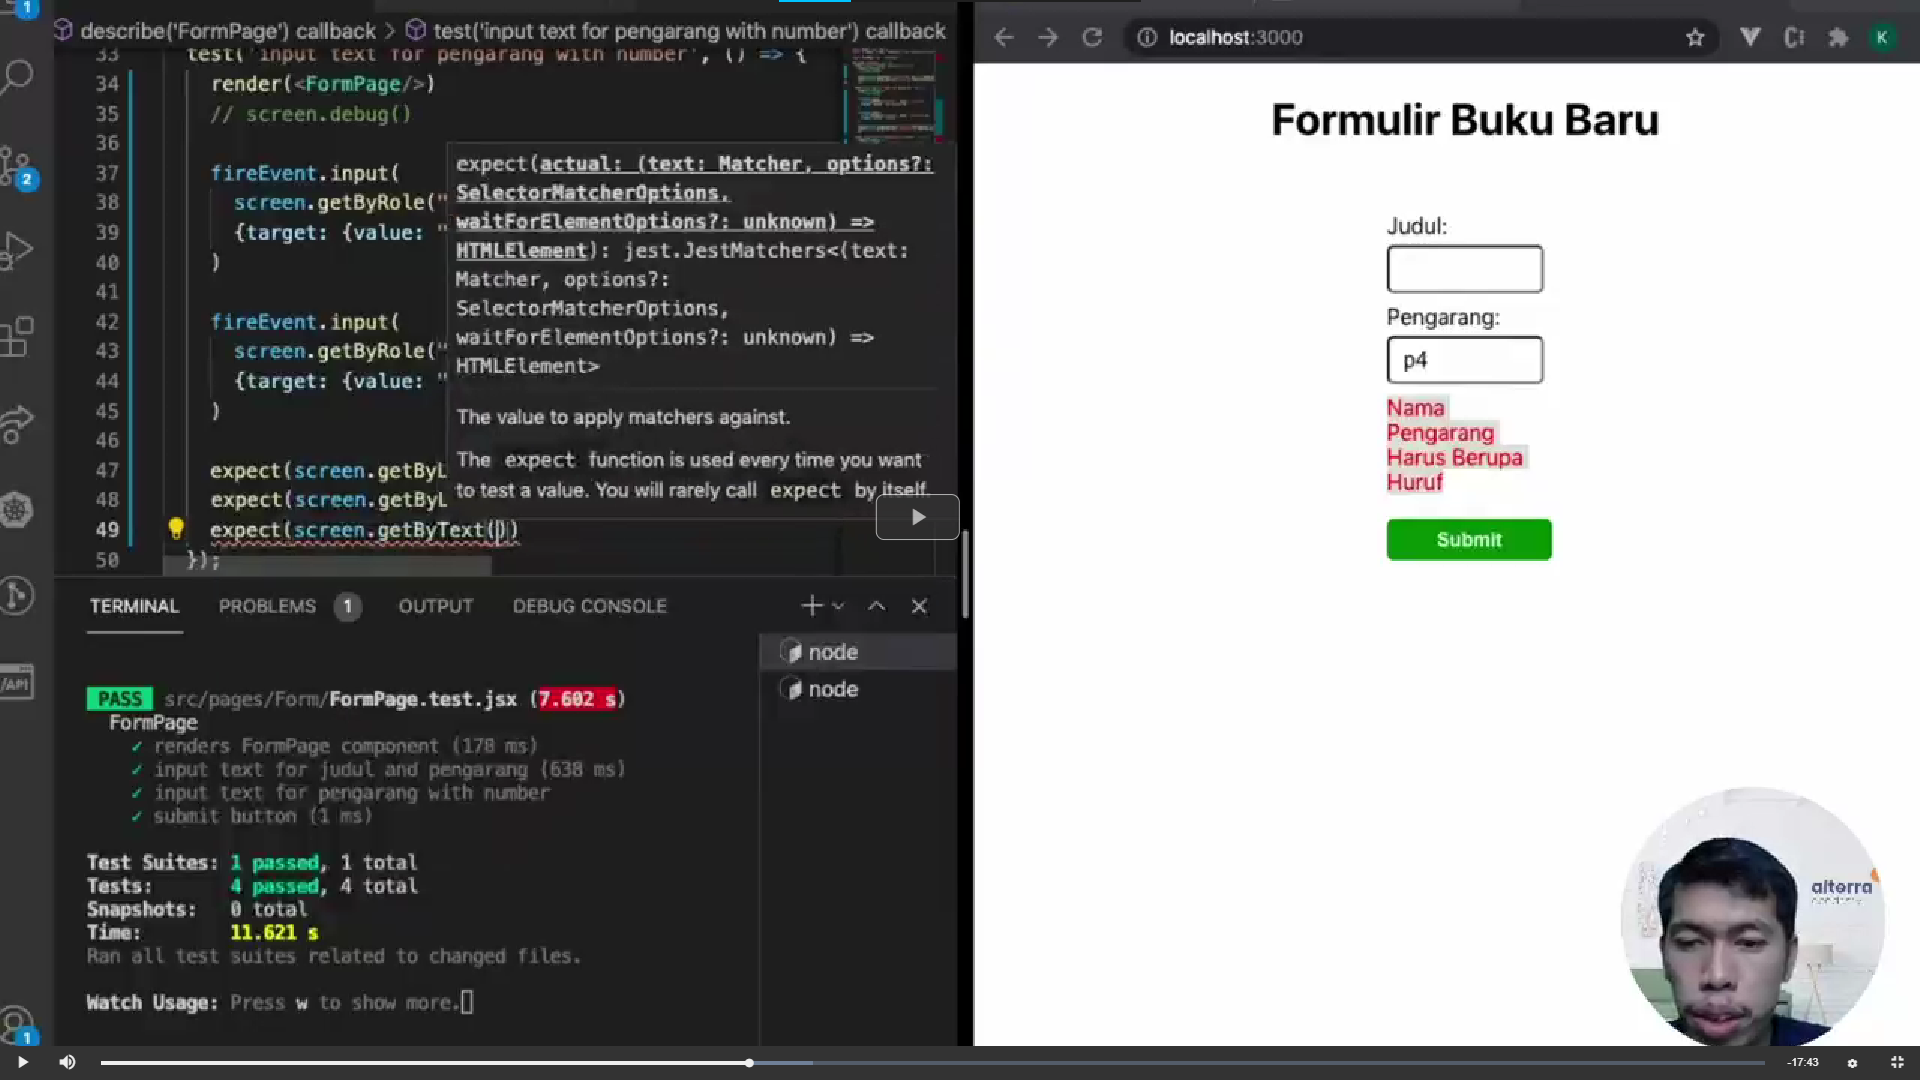 describe('FormPage') callback > test('input text for pengarang with number') callback
33 test('input text for pengarang with number', () => {
34 render(<FormPage/>)
35 // screen.debug()
36
37 fireEvent.input(
38 screen.getByRole("
39 {target: {value: "
40 )
41
42 fireEvent.input(
43 screen.getByRole("
44 {target: {value: "
45 )
46
47 expect(screen.getByL
48 expect(screen.getByL
49 expect(screen.getByText())
50 });
expect(actual: (text: Matcher, options?:
SelectorMatcherOptions,
waitForElementOptions?: unknown) =>
HTMLElement): jest.JestMatchers<(text:
Matcher, options?:
SelectorMatcherOptions,
waitForElementOptions?: unknown) =>
HTMLElement>
The value to apply matchers against.
The expect function is used every time you want
to test a value. You will rarely call expect by itself.
1
2
/API
1
TERMINAL PROBLEMS 1 OUTPUT DEBUG CONSOLE
node
node
PASS src/pages/Form/FormPage.test.jsx (7.602 s)
FormPage
✓ renders FormPage component (178 ms)
✓ input text for judul and pengarang (638 ms)
✓ input text for pengarang with number
✓ submit button (1 ms)
Test Suites: 1 passed, 1 total
Tests: 4 passed, 4 total
Snapshots: 0 total
Time: 11.621 s
Ran all test suites related to changed files.
Watch Usage: Press w to show more.
localhost:3000
K
Formulir Buku Baru
Judul:
Pengarang:
p4
Nama
Pengarang
Harus Berupa
Huruf
Submit
alterra
academy
-17:43